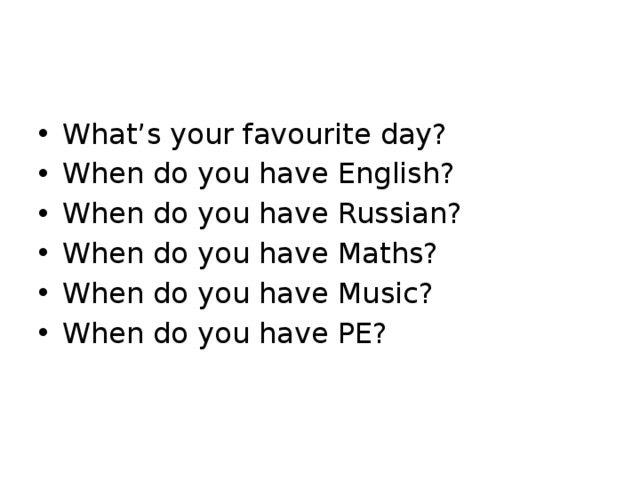 • What’s your favourite day?
• When do you have English?
• When do you have Russian?
• When do you have Maths?
• When do you have Music?
• When do you have PE?